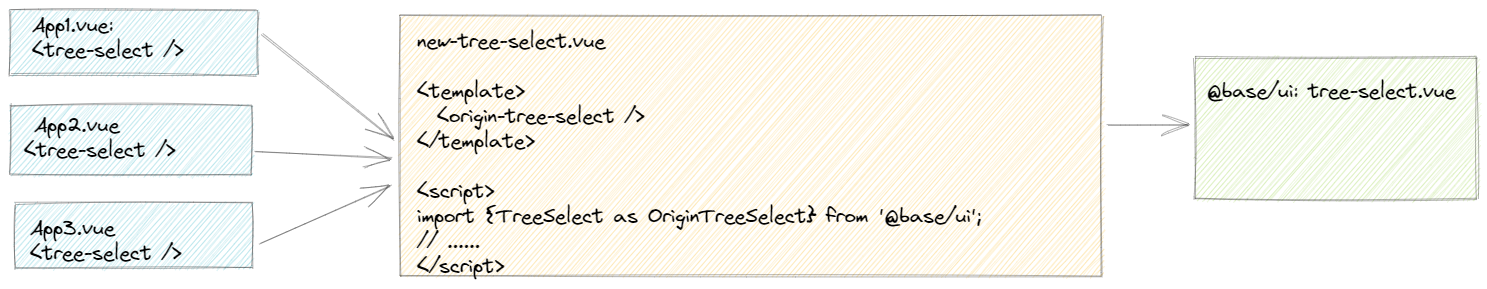 App1.vue:
<tree-select />
App2.vue
<tree-select />
App3.vue
<tree-select />
new-tree-select.vue
<template>
<origin-tree-select />
</template>
<script>
import {TreeSelect as OriginTreeSelect} from '@base/ui';
// ......
</script>
@base/ui: tree-select.vue